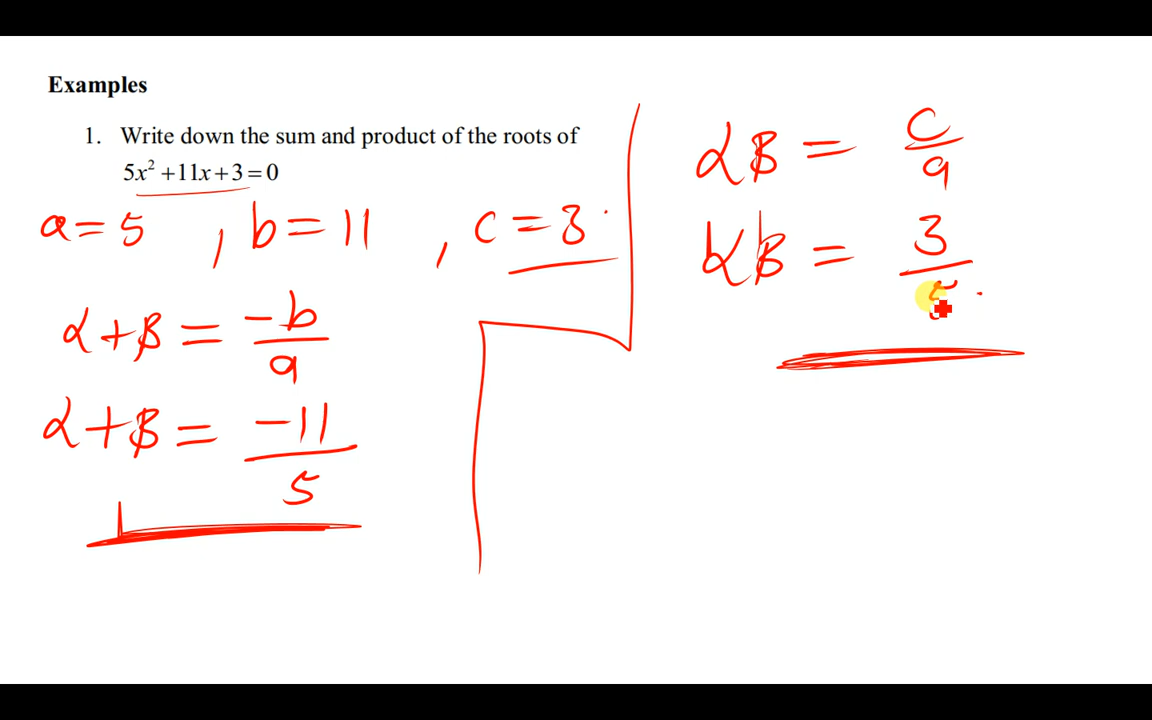 Examples
1. Write down the sum and product of the roots of
5x² + 11x + 3 = 0
a = 5 , b = 11 , c = 3
α + β = -b/a
α + β = -11/5
αβ = c/a
αβ = 3/5